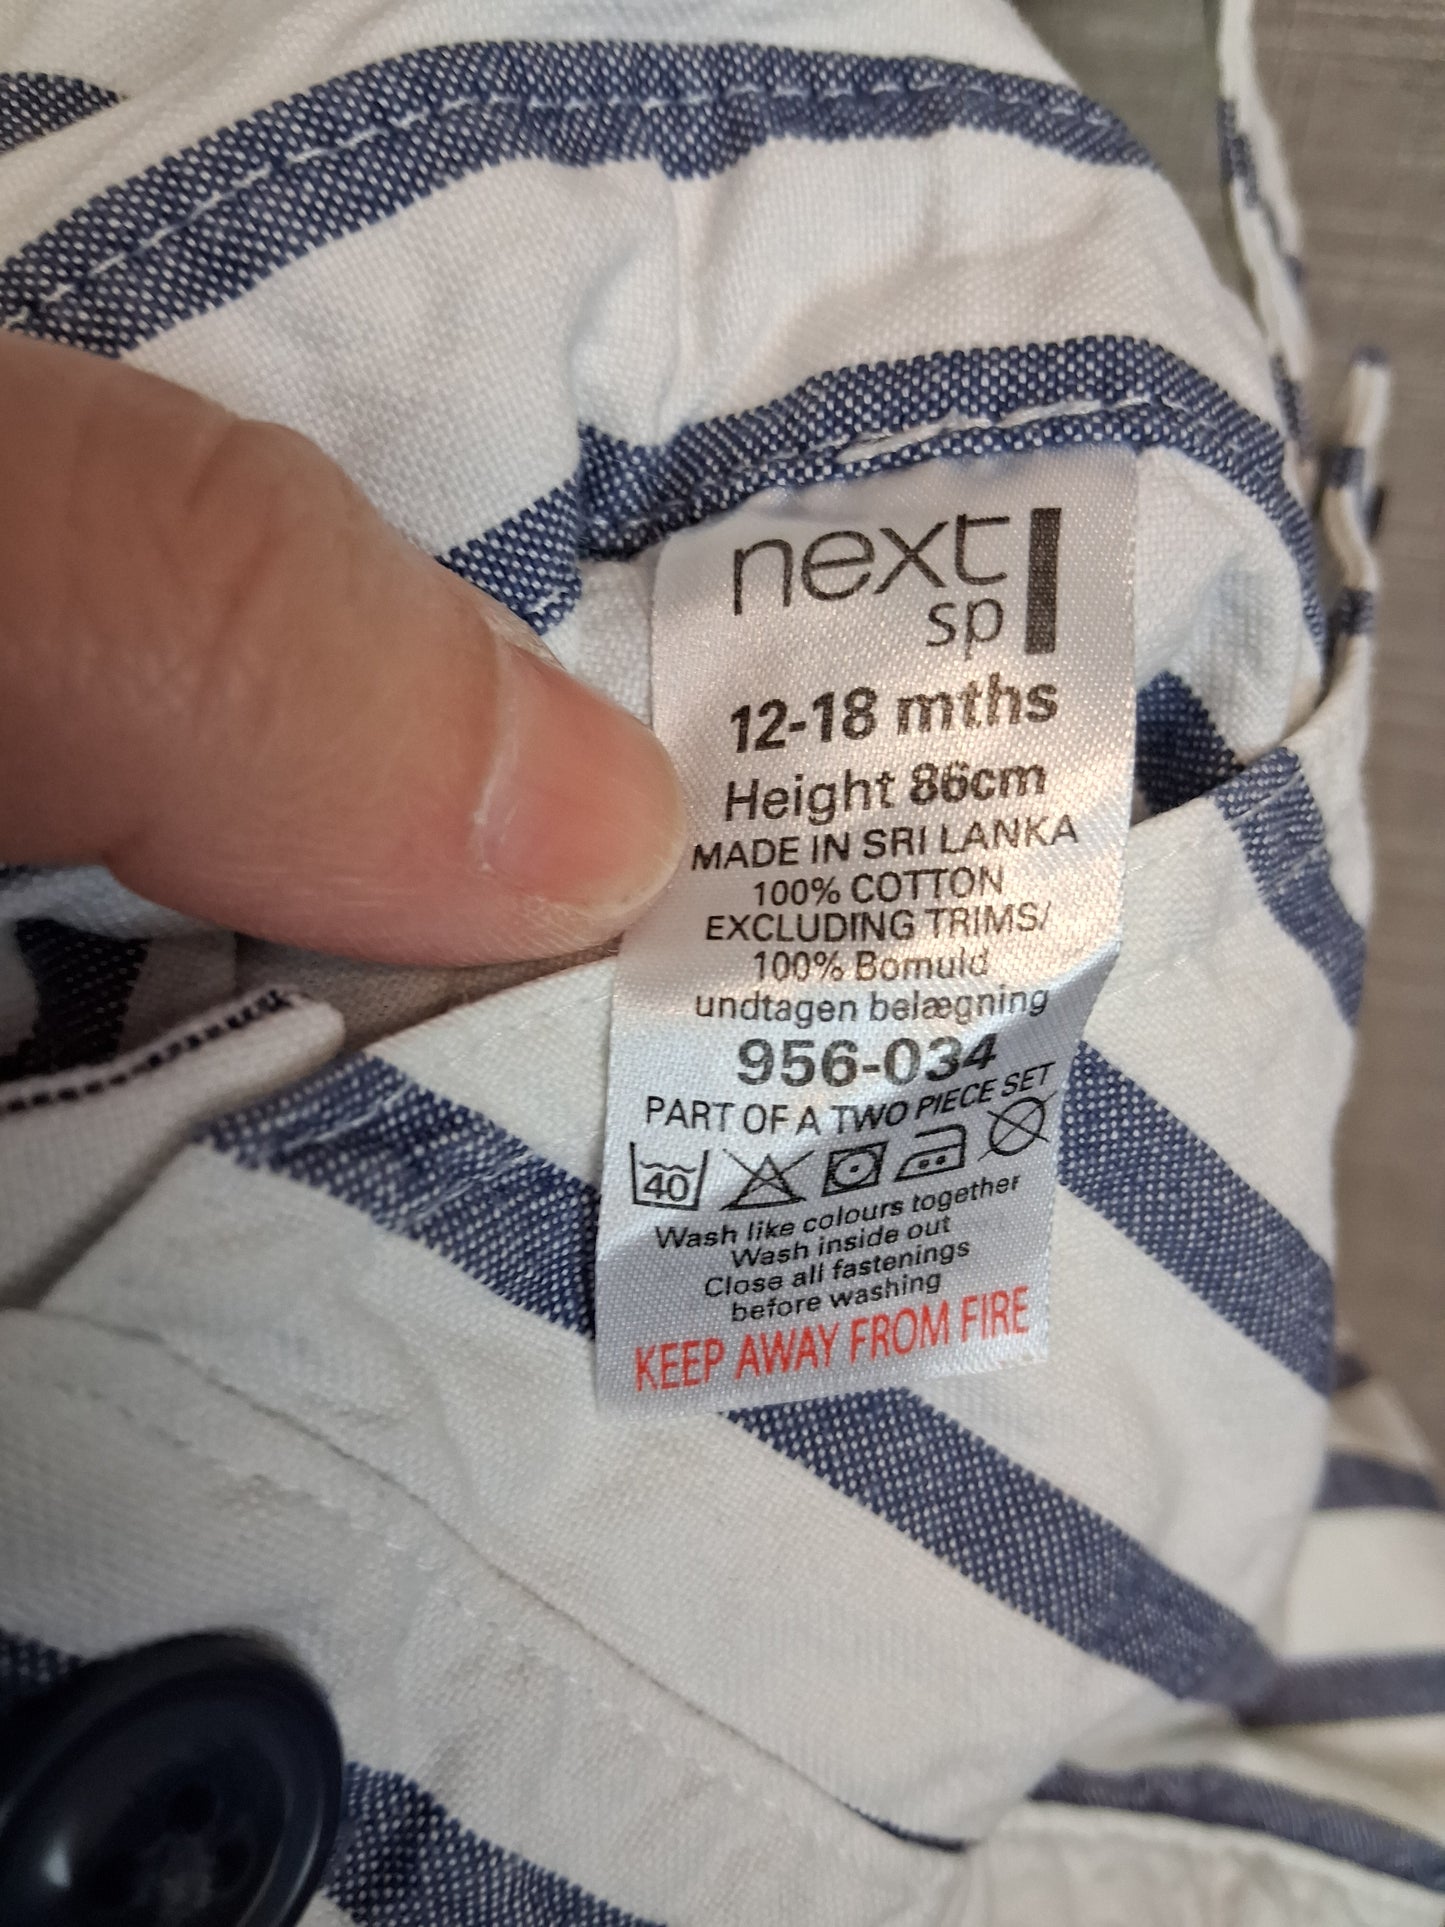 next
sp
12-18 mths
Height 86cm
MADE IN SRI LANKA
100% COTTON
EXCLUDING TRIMS/
100% Bomuld
undtagen belægning
956-034
PART OF A TWO PIECE SET
40
Wash like colours together
Wash inside out
Close all fastenings
before washing
KEEP AWAY FROM FIRE